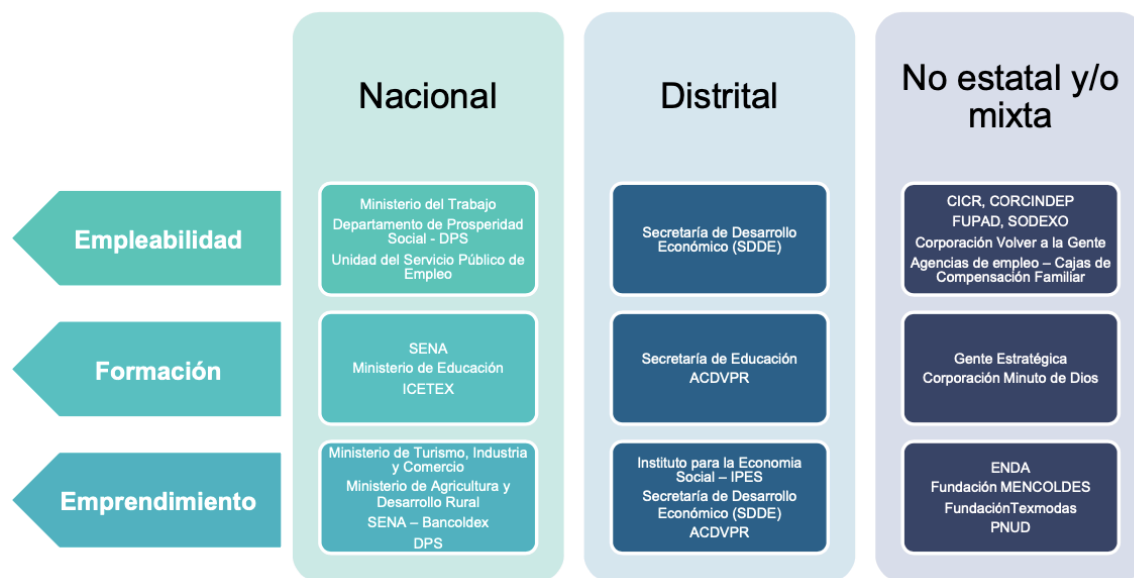 Nacional
Distrital
No estatal y/o
mixta
Empleabilidad
Ministerio del Trabajo
Departamento de Prosperidad
Social - DPS
Unidad del Servicio Público de
Empleo
Secretaría de Desarrollo
Económico (SDDE)
CICR, CORCINDEP
FUPAD, SODEXO
Corporación Volver a la Gente
Agencias de empleo – Cajas de
Compensación Familiar
Formación
SENA
Ministerio de Educación
ICETEX
Secretaría de Educación
ACDVPR
Gente Estratégica
Corporación Minuto de Dios
Emprendimiento
Ministerio de Turismo, Industria
y Comercio
Ministerio de Agricultura y
Desarrollo Rural
SENA – Bancoldex
DPS
Instituto para la Economia
Social – IPES
Secretaría de Desarrollo
Económico (SDDE)
ACDVPR
ENDA
Fundación MENCOLDES
FundaciónTexmodas
PNUD